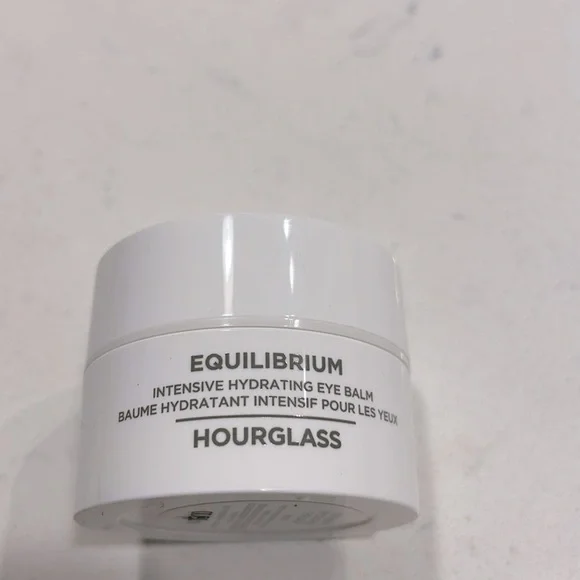 EQUILIBRIUM
INTENSIVE HYDRATING EYE BALM
BAUME HYDRATANT INTENSIF POUR LES YEUX
HOURGLASS